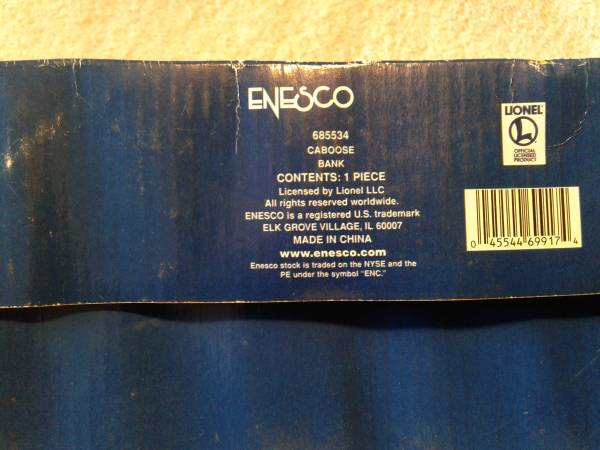 ENESCO
685534
CABOOSE
BANK
CONTENTS: 1 PIECE
Licensed by Lionel LLC
All rights reserved worldwide.
ENESCO is a registered U.S. trademark
ELK GROVE VILLAGE, IL 60007
MADE IN CHINA
www.enesco.com
Enesco stock is traded on the NYSE and the
PE under the symbol "ENC."
LIONEL
L
OFFICIAL
LICENSED
PRODUCT
0 45544 69917 4